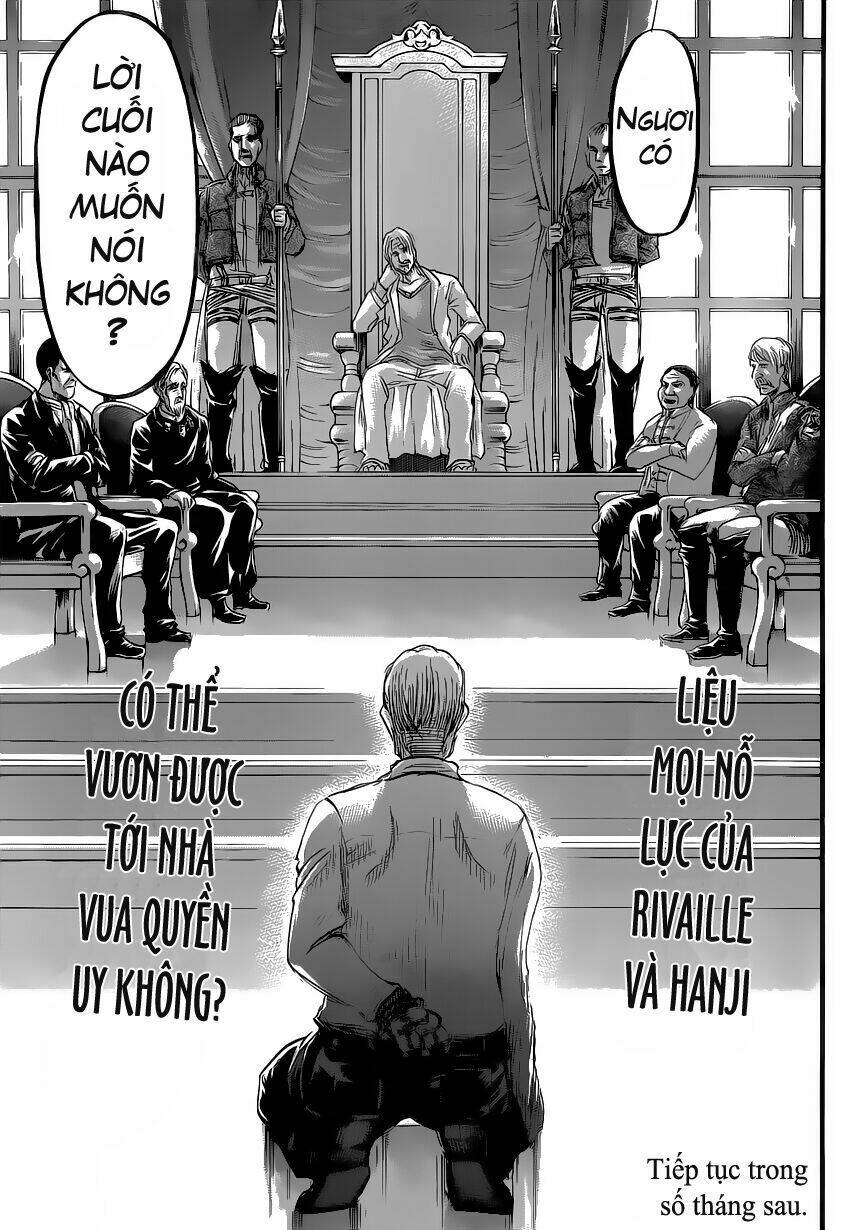 NGƯƠI
CÓ
LỜI
CUỐI
NÀO
MUỐN
NÓI
KHÔNG
?
LIỆU
MỌI NỖ
LỰC CỦA
RIVAILLE
VÀ HANJI
CÓ THỂ
VƯƠN ĐƯỢC
TỚI NHÀ
VUA QUYỀN
UY KHÔNG?
Tiếp tục trong
số tháng sau.